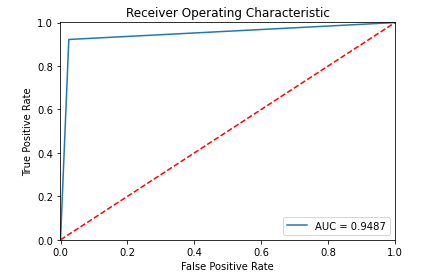 Receiver Operating Characteristic
1.0
0.8
0.6
0.4
0.2
0.0
True Positive Rate
AUC = 0.9487
0.0 0.2 0.4 0.6 0.8 1.0
False Positive Rate